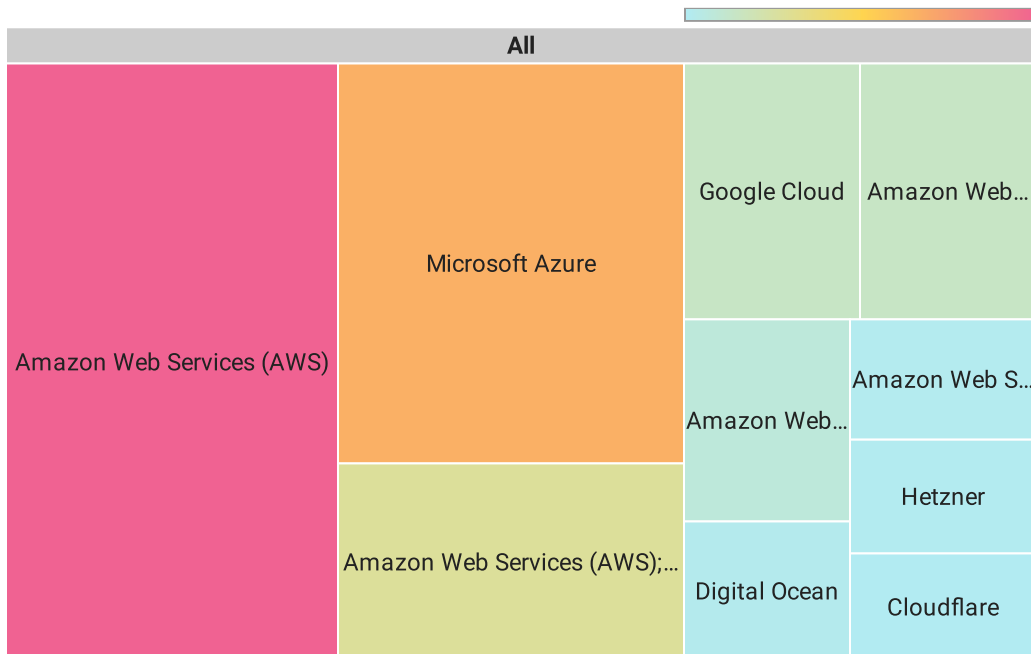 All
Amazon Web Services (AWS)
Microsoft Azure
Amazon Web Services (AWS);...
Google Cloud
Amazon Web...
Amazon Web...
Digital Ocean
Amazon Web S...
Hetzner
Cloudflare